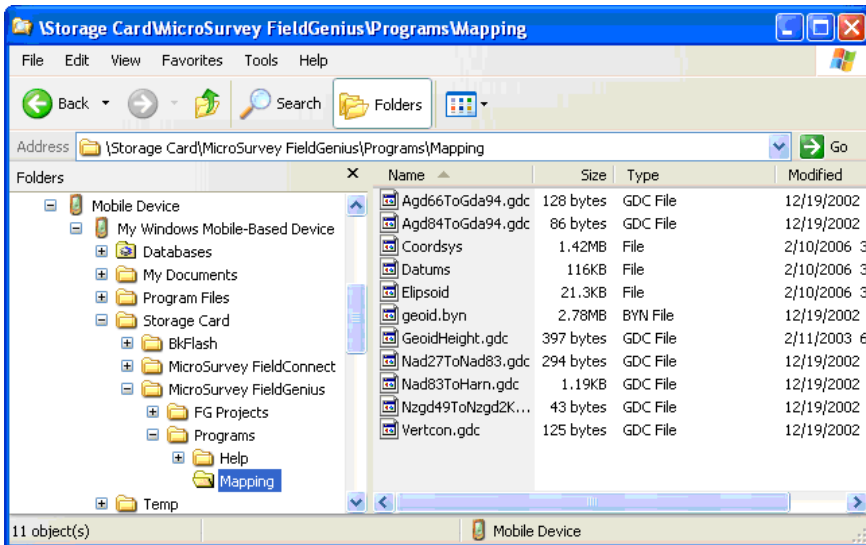 \Storage Card\MicroSurvey FieldGenius\Programs\Mapping
File Edit View Favorites Tools Help
Back Search Folders
Address \Storage Card\MicroSurvey FieldGenius\Programs\Mapping Go
Folders
Name Size Type Modified
Mobile Device
My Windows Mobile-Based Device
Databases
My Documents
Program Files
Storage Card
BkFlash
MicroSurvey FieldConnect
MicroSurvey FieldGenius
FG Projects
Programs
Help
Mapping
Temp
Agd66ToGda94.gdc 128 bytes GDC File 12/19/2002
Agd84ToGda94.gdc 86 bytes GDC File 12/19/2002
Coordsys 1.42MB File 2/10/2006 3
Datums 116KB File 2/10/2006 3
Elipsoid 21.3KB File 2/10/2006 3
geoid.byn 2.78MB BYN File 12/19/2002
GeoidHeight.gdc 397 bytes GDC File 2/11/2003 6
Nad27ToNad83.gdc 294 bytes GDC File 12/19/2002
Nad83ToHarn.gdc 1.19KB GDC File 12/19/2002
Nzgd49ToNzgd2K... 43 bytes GDC File 12/19/2002
Vertcon.gdc 125 bytes GDC File 12/19/2002
11 object(s) Mobile Device